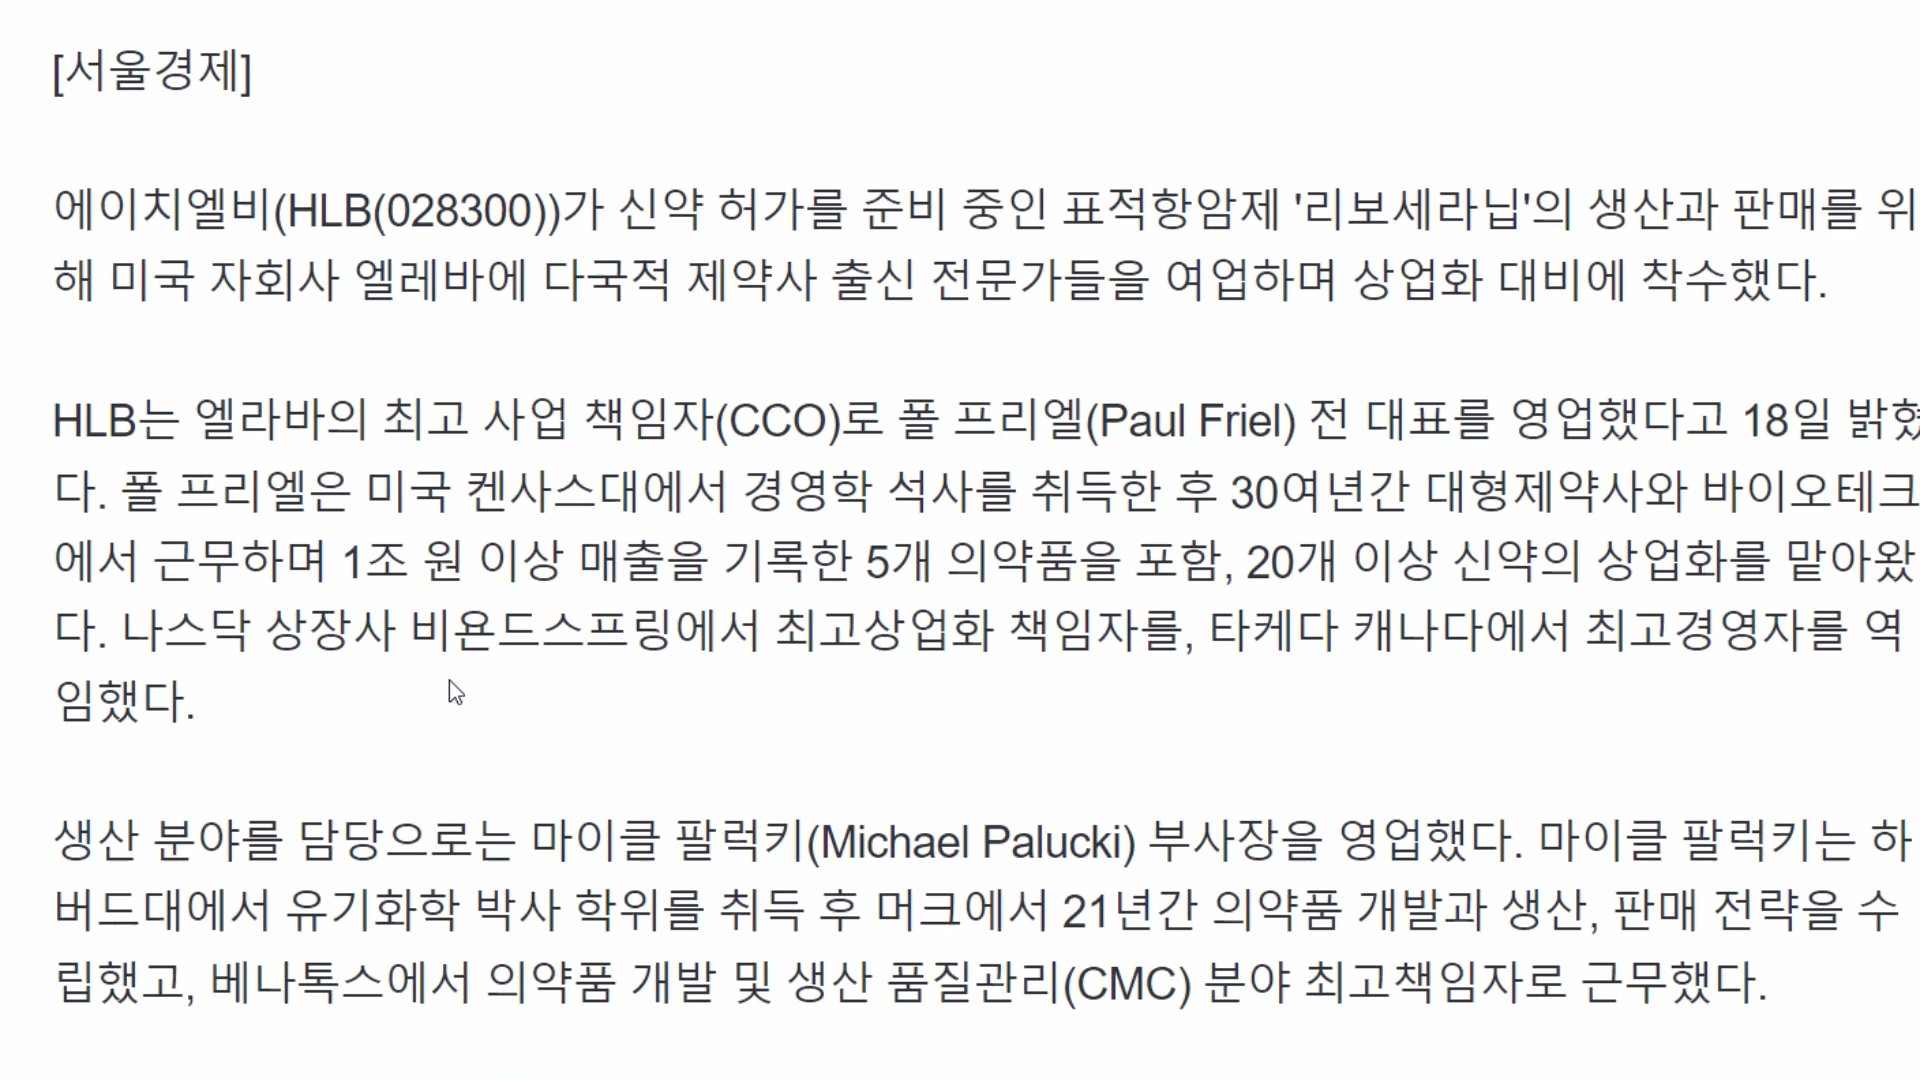 [서울경제]
에이치엘비(HLB(028300))가 신약 허가를 준비 중인 표적항암제 '리보세라닙'의 생산과 판매를 위
해 미국 자회사 엘레바에 다국적 제약사 출신 전문가들을 여업하며 상업화 대비에 착수했다.
HLB는 엘라바의 최고 사업 책임자(CCO)로 폴 프리엘(Paul Friel) 전 대표를 영업했다고 18일 밝혔
다. 폴 프리엘은 미국 켄사스대에서 경영학 석사를 취득한 후 30여년간 대형제약사와 바이오테크
에서 근무하며 1조 원 이상 매출을 기록한 5개 의약품을 포함, 20개 이상 신약의 상업화를 맡아왔
다. 나스닥 상장사 비욘드스프링에서 최고상업화 책임자를, 타케다 캐나다에서 최고경영자를 역
임했다.
생산 분야를 담당으로는 마이클 팔럭키(Michael Palucki) 부사장을 영업했다. 마이클 팔럭키는 하
버드대에서 유기화학 박사 학위를 취득 후 머크에서 21년간 의약품 개발과 생산, 판매 전략을 수
립했고, 베나톡스에서 의약품 개발 및 생산 품질관리(CMC) 분야 최고책임자로 근무했다.